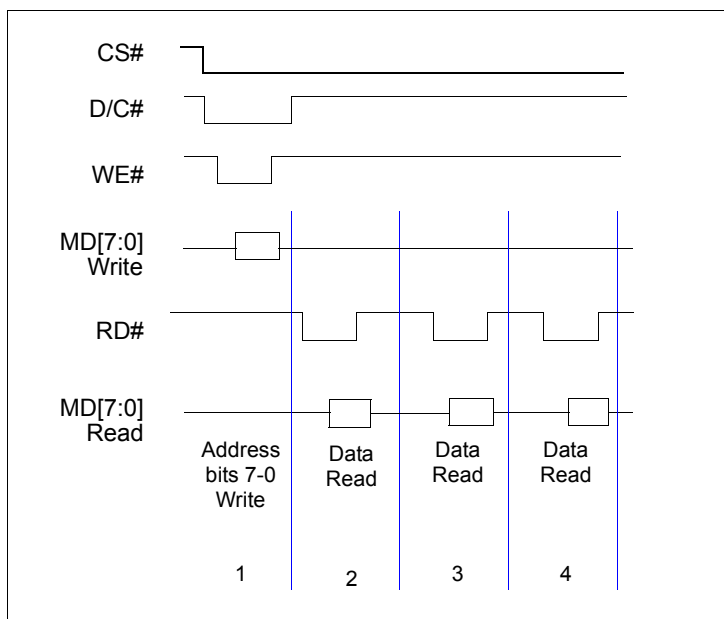 CS#
D/C#
WE#
MD[7:0]
Write
RD#
MD[7:0]
Read
Address
bits 7-0
Write
Data
Read
Data
Read
Data
Read
1
2
3
4